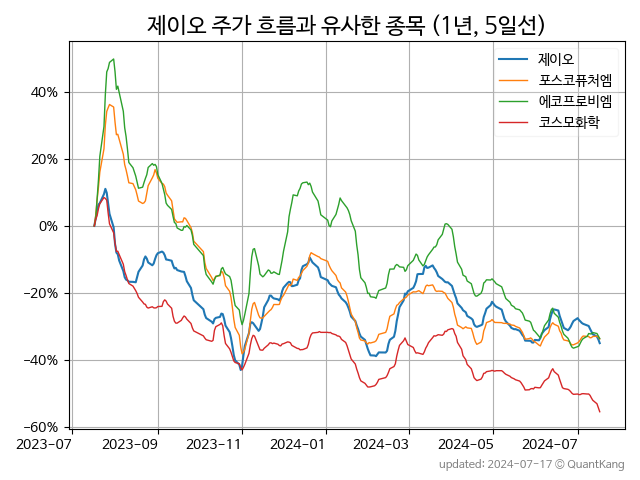 제이오 주가 흐름과 유사한 종목 (1년, 5일선)
제이오
포스코퓨처엠
에코프로비엠
코스모화학
40%
20%
0%
−20%
−40%
−60%
2023-07 2023-09 2023-11 2024-01 2024-03 2024-05 2024-07
updated: 2024-07-17 © QuantKang